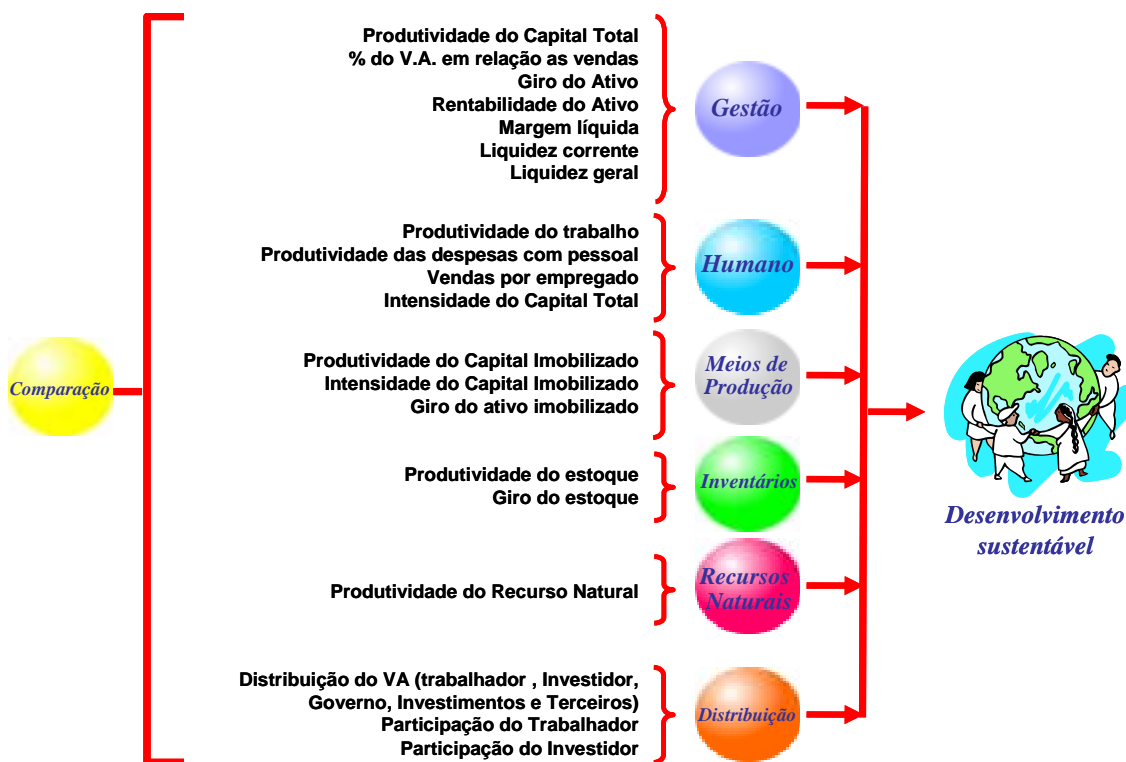 Comparação
Produtividade do Capital Total
% do V.A. em relação as vendas
Giro do Ativo
Rentabilidade do Ativo
Margem líquida
Liquidez corrente
Liquidez geral
Gestão
Produtividade do trabalho
Produtividade das despesas com pessoal
Vendas por empregado
Intensidade do Capital Total
Humano
Produtividade do Capital Imobilizado
Intensidade do Capital Imobilizado
Giro do ativo imobilizado
Meios de
Produção
Produtividade do estoque
Giro do estoque
Inventários
Produtividade do Recurso Natural
Recursos
Naturais
Distribuição do VA (trabalhador , Investidor,
Governo, Investimentos e Terceiros)
Participação do Trabalhador
Participação do Investidor
Distribuição
Desenvolvimento
sustentável